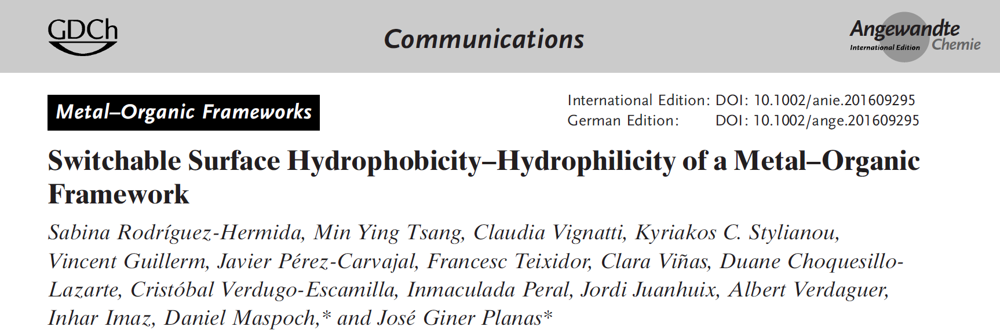 GDCh
Communications
Angewandte
International Edition Chemie
Metal–Organic Frameworks
International Edition: DOI: 10.1002/anie.201609295
German Edition: DOI: 10.1002/ange.201609295
Switchable Surface Hydrophobicity–Hydrophilicity of a Metal–Organic
Framework
Sabina Rodríguez-Hermida, Min Ying Tsang, Claudia Vignatti, Kyriakos C. Stylianou,
Vincent Guillerm, Javier Pérez-Carvajal, Francesc Teixidor, Clara Viñas, Duane Choquesillo-
Lazarte, Cristóbal Verdugo-Escamilla, Inmaculada Peral, Jordi Juanhuix, Albert Verdaguer,
Inhar Imaz, Daniel Maspoch,* and José Giner Planas*